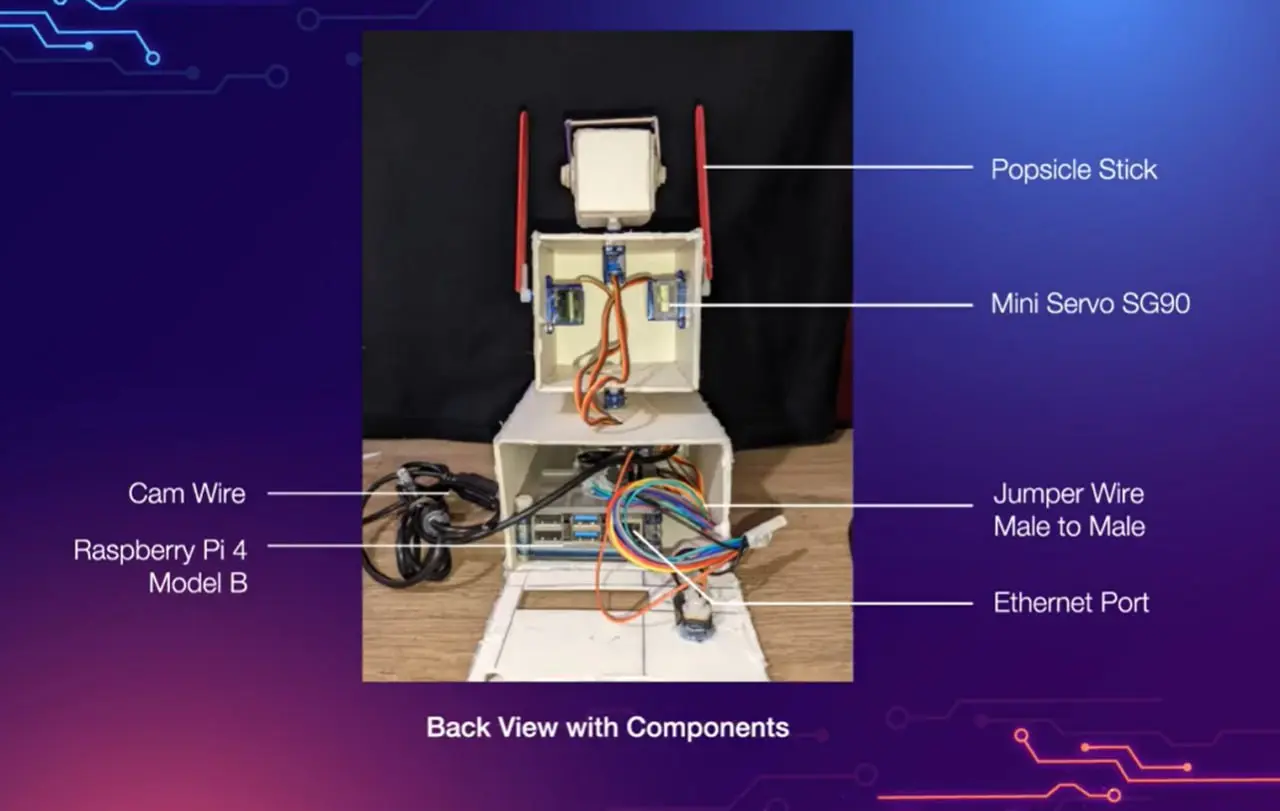 Popsicle Stick
Mini Servo SG90
Cam Wire
Raspberry Pi 4
Model B
Jumper Wire
Male to Male
Ethernet Port
Back View with Components